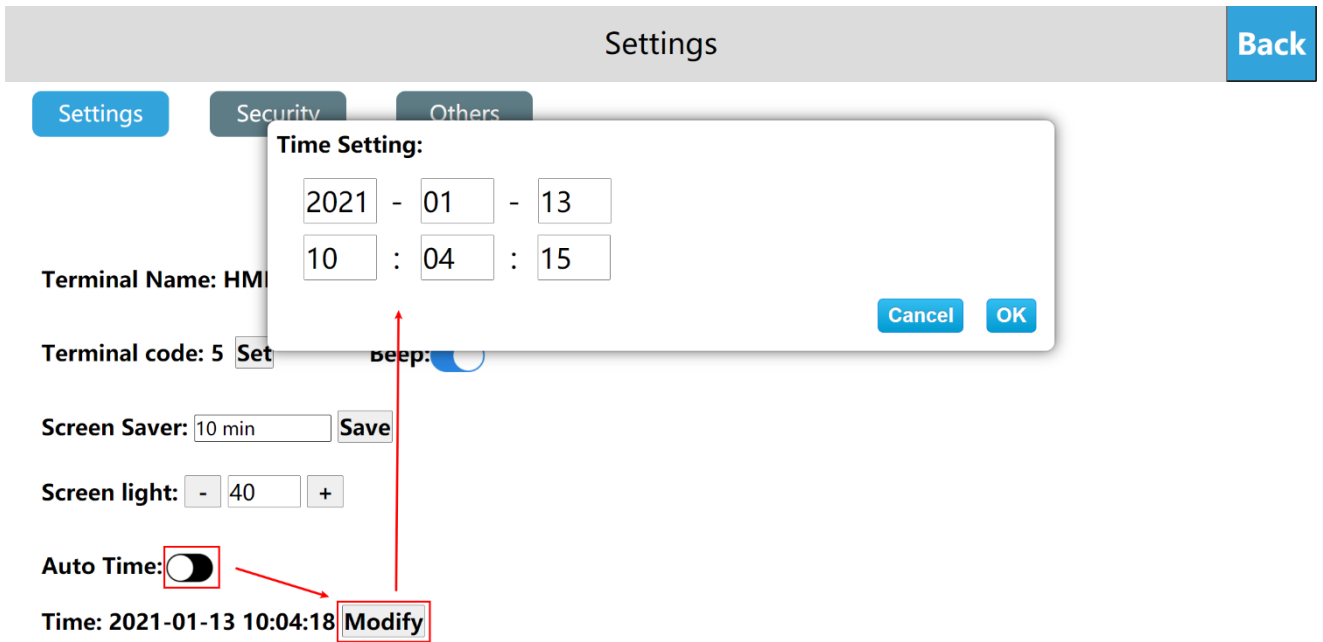 Settings
Back
Settings Security Others
Time Setting:
2021 - 01 - 13
10 : 04 : 15
Cancel OK
Terminal Name: HMI
Terminal code: 5 Set Beep:
Screen Saver: 10 min Save
Screen light: - 40 +
Auto Time:
Time: 2021-01-13 10:04:18 Modify